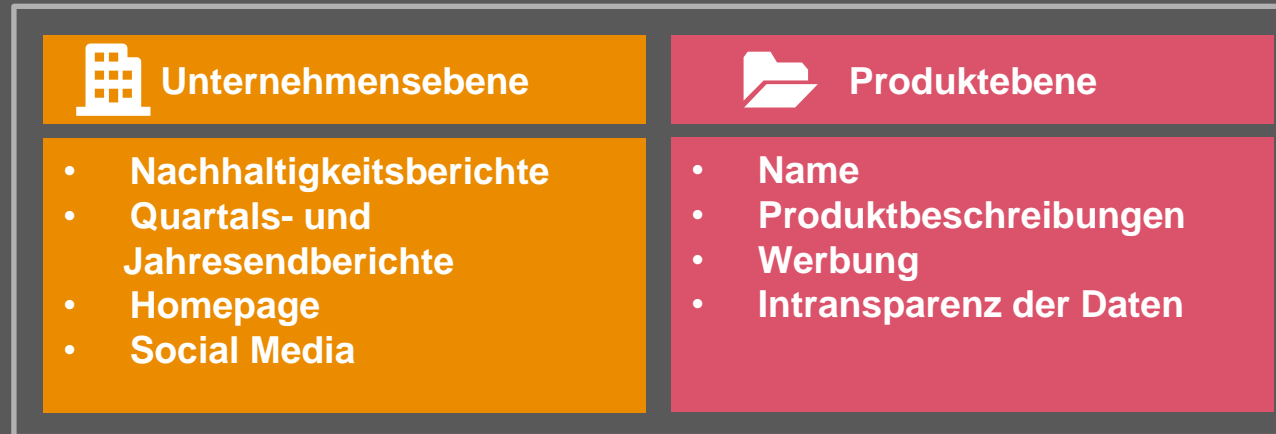 Unternehmensebene
• Nachhaltigkeitsberichte
• Quartals- und
Jahresendberichte
• Homepage
• Social Media
Produktebene
• Name
• Produktbeschreibungen
• Werbung
• Intransparenz der Daten